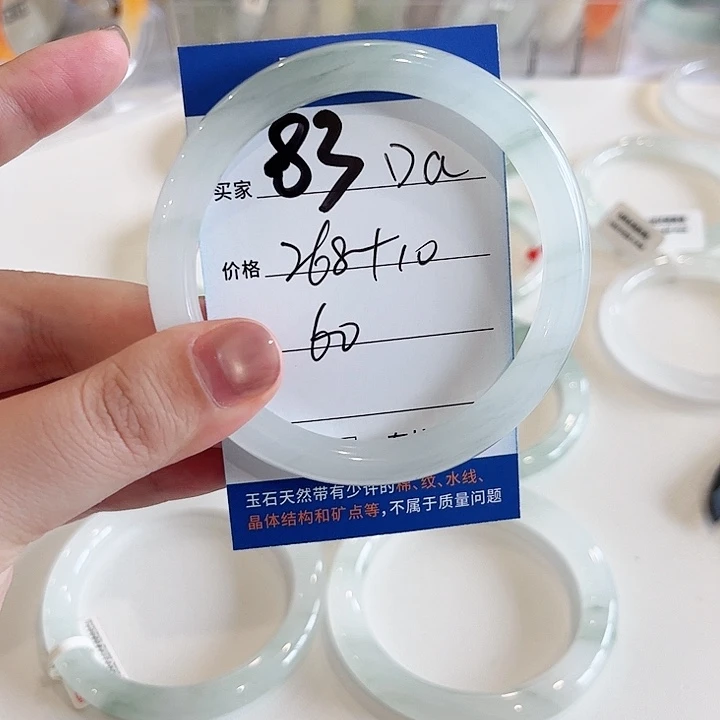 买家 83 Da
价格 268+10
60
玉石天然带有少许的棉、纹、水线、
晶体结构和矿点等，不属于质量问题